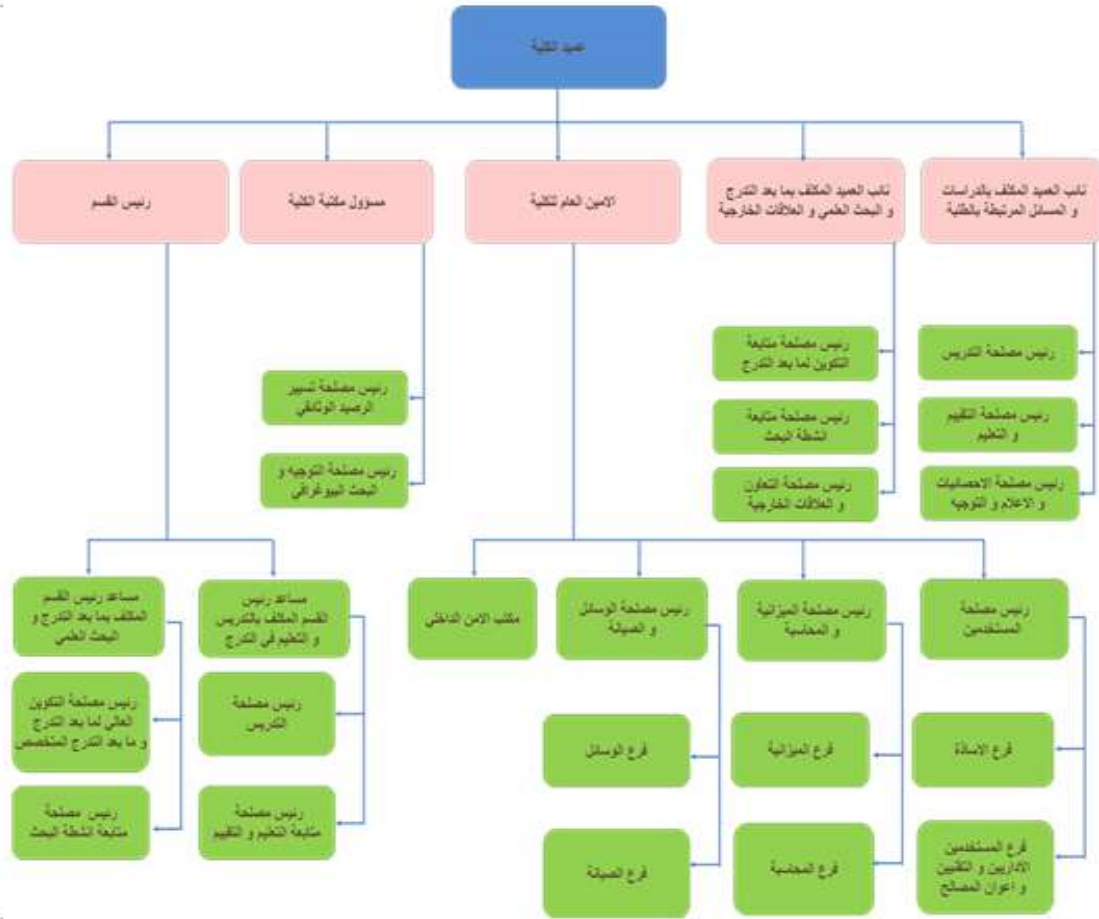 عميد الكلية
نائب العميد المكلف بالدراسات
و المسائل المرتبطة بالطلبة
نائب العميد المكلف بما بعد التدرج
و البحث العلمي و العلاقات الخارجية
الامين العام للكلية
مسؤول مكتبة الكلية
رئيس القسم
رئيس مصلحة التدريس
رئيس مصلحة التقييم
و التعليم
رئيس مصلحة الاحصائيات
و الاعلام و التوجيه
رئيس مصلحة متابعة
التكوين لما بعد التدرج
رئيس مصلحة متابعة
انشطة البحث
رئيس مصلحة التعاون
و العلاقات الخارجية
رئيس مصلحة تسيير
الرصيد الوثائقي
رئيس مصلحة التوجيه و
البحث البيوغرافي
رئيس مصلحة
المستخدمين
رئيس مصلحة الميزانية
و المحاسبة
رئيس مصلحة الوسائل
و الصيانة
مكتب الامن الداخلي
مساعد رئيس
القسم المكلف بالتدريس
و التعليم في التدرج
مساعد رئيس القسم
المكلف بما بعد التدرج و
البحث العلمي
فرع الاساتذة
فرع الميزانية
فرع الوسائل
رئيس مصلحة
التدريس
رئيس مصلحة التكوين
العالي لما بعد التدرج
و ما بعد التدرج المتخصص
فرع المستخدمين
الاداريين و التقنيين
و اعوان المصالح
فرع المحاسبة
فرع الصيانة
رئيس مصلحة
متابعة التعليم و التقييم
رئيس مصلحة
متابعة انشطة البحث